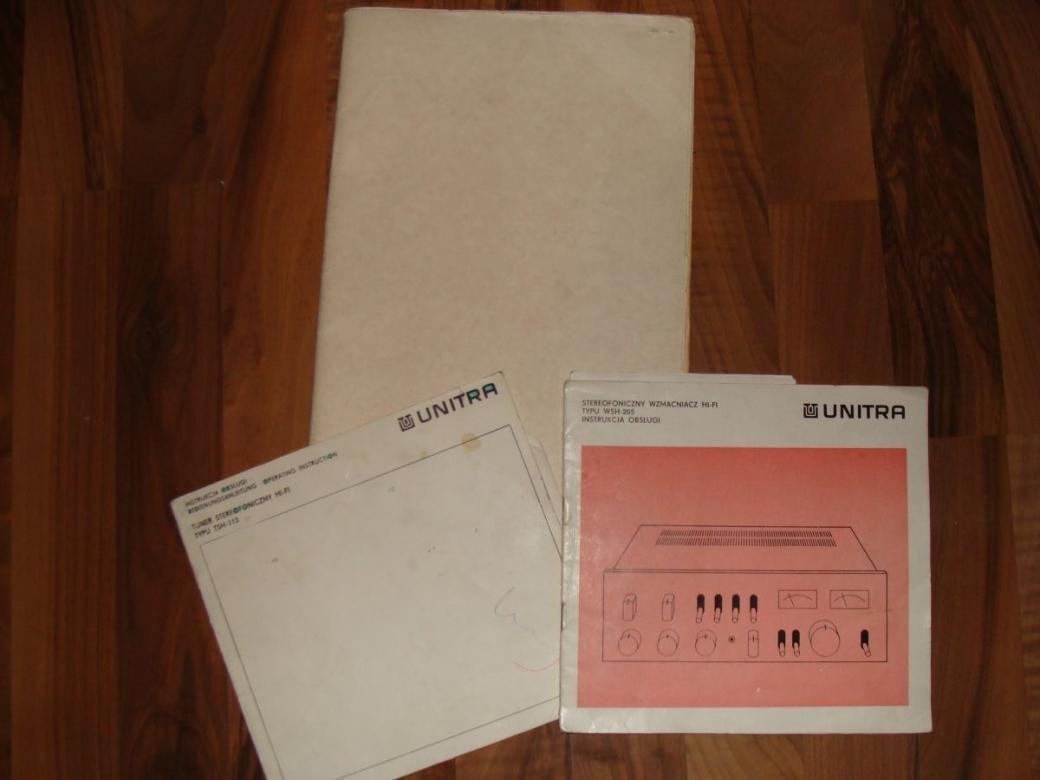 UNITRA
INSTRUKCJA OBSŁUGI
BEDIENUNGSANLEITUNG OPERATING INSTRUCTION
TUNER STEREOFONICZNY HI-FI
TYPU TSH-113
STEREOFONICZNY WZMACNIACZ HI-FI
TYPU WSH-205
INSTRUKCJA OBSŁUGI
UNITRA